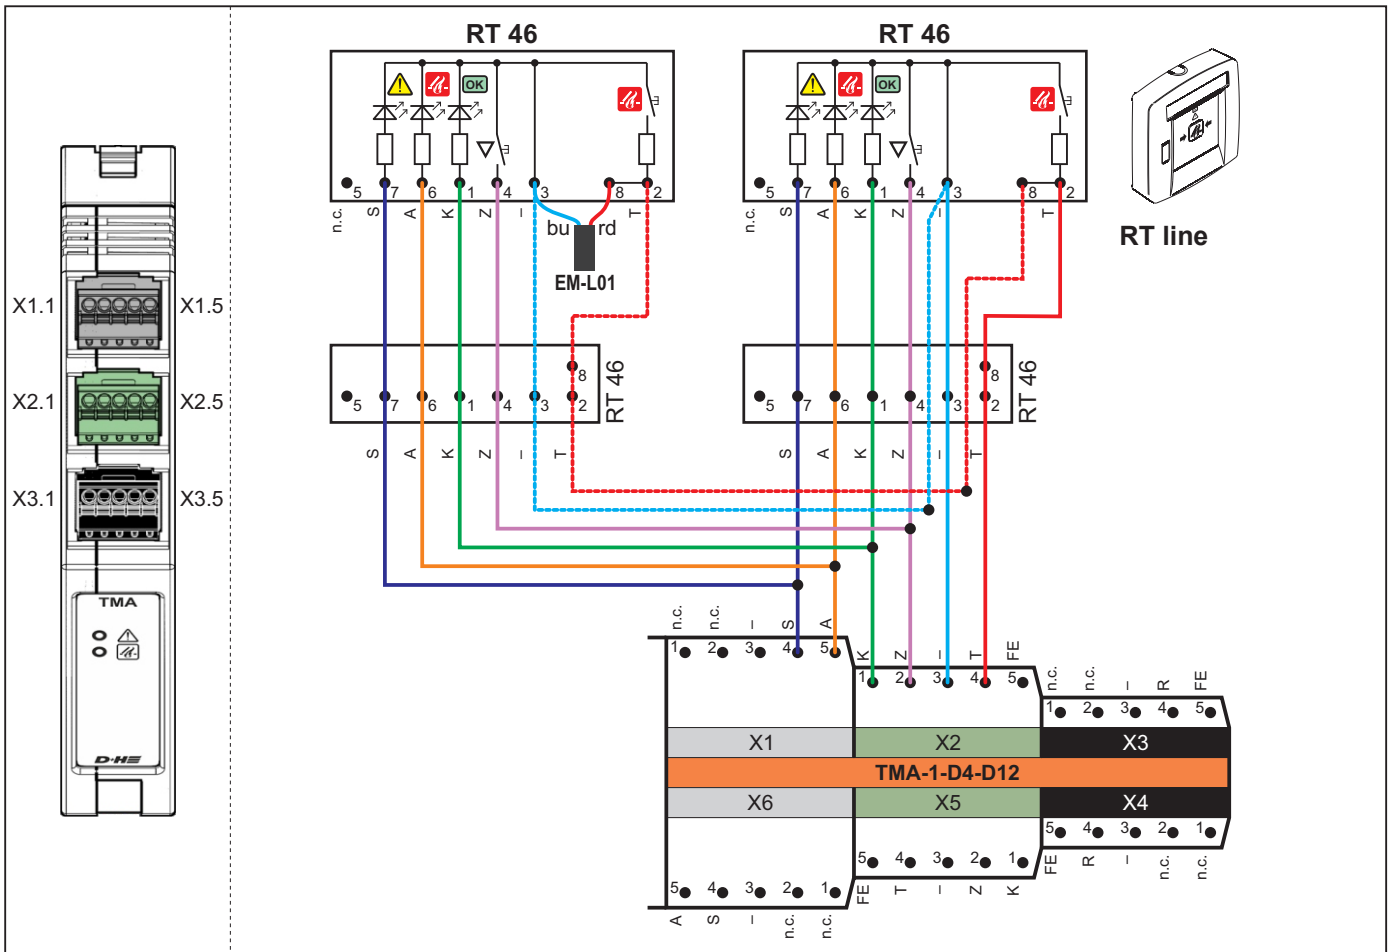 RT 46
RT 46
OK
OK
5 7 6 1 4 3 8 2
5 7 6 1 4 3 8 2
n.c. S A K Z – T
n.c. S A K Z – T
bu rd
EM-L01
RT line
X1.1 X1.5
X2.1 X2.5
X3.1 X3.5
8
5 7 6 1 4 3 2
RT 46
8
5 7 6 1 4 3 2
RT 46
S A K Z – T
S A K Z – T
TMA
D+H
n.c. n.c. – S A
1 2 3 4 5
K Z – T FE
1 2 3 4 5
n.c. n.c. – R FE
1 2 3 4 5
X1 X2 X3
TMA-1-D4-D12
X6 X5 X4
5 4 3 2 1
FE R – n.c. n.c.
5 4 3 2 1
FE T – Z K
5 4 3 2 1
A S – n.c. n.c.